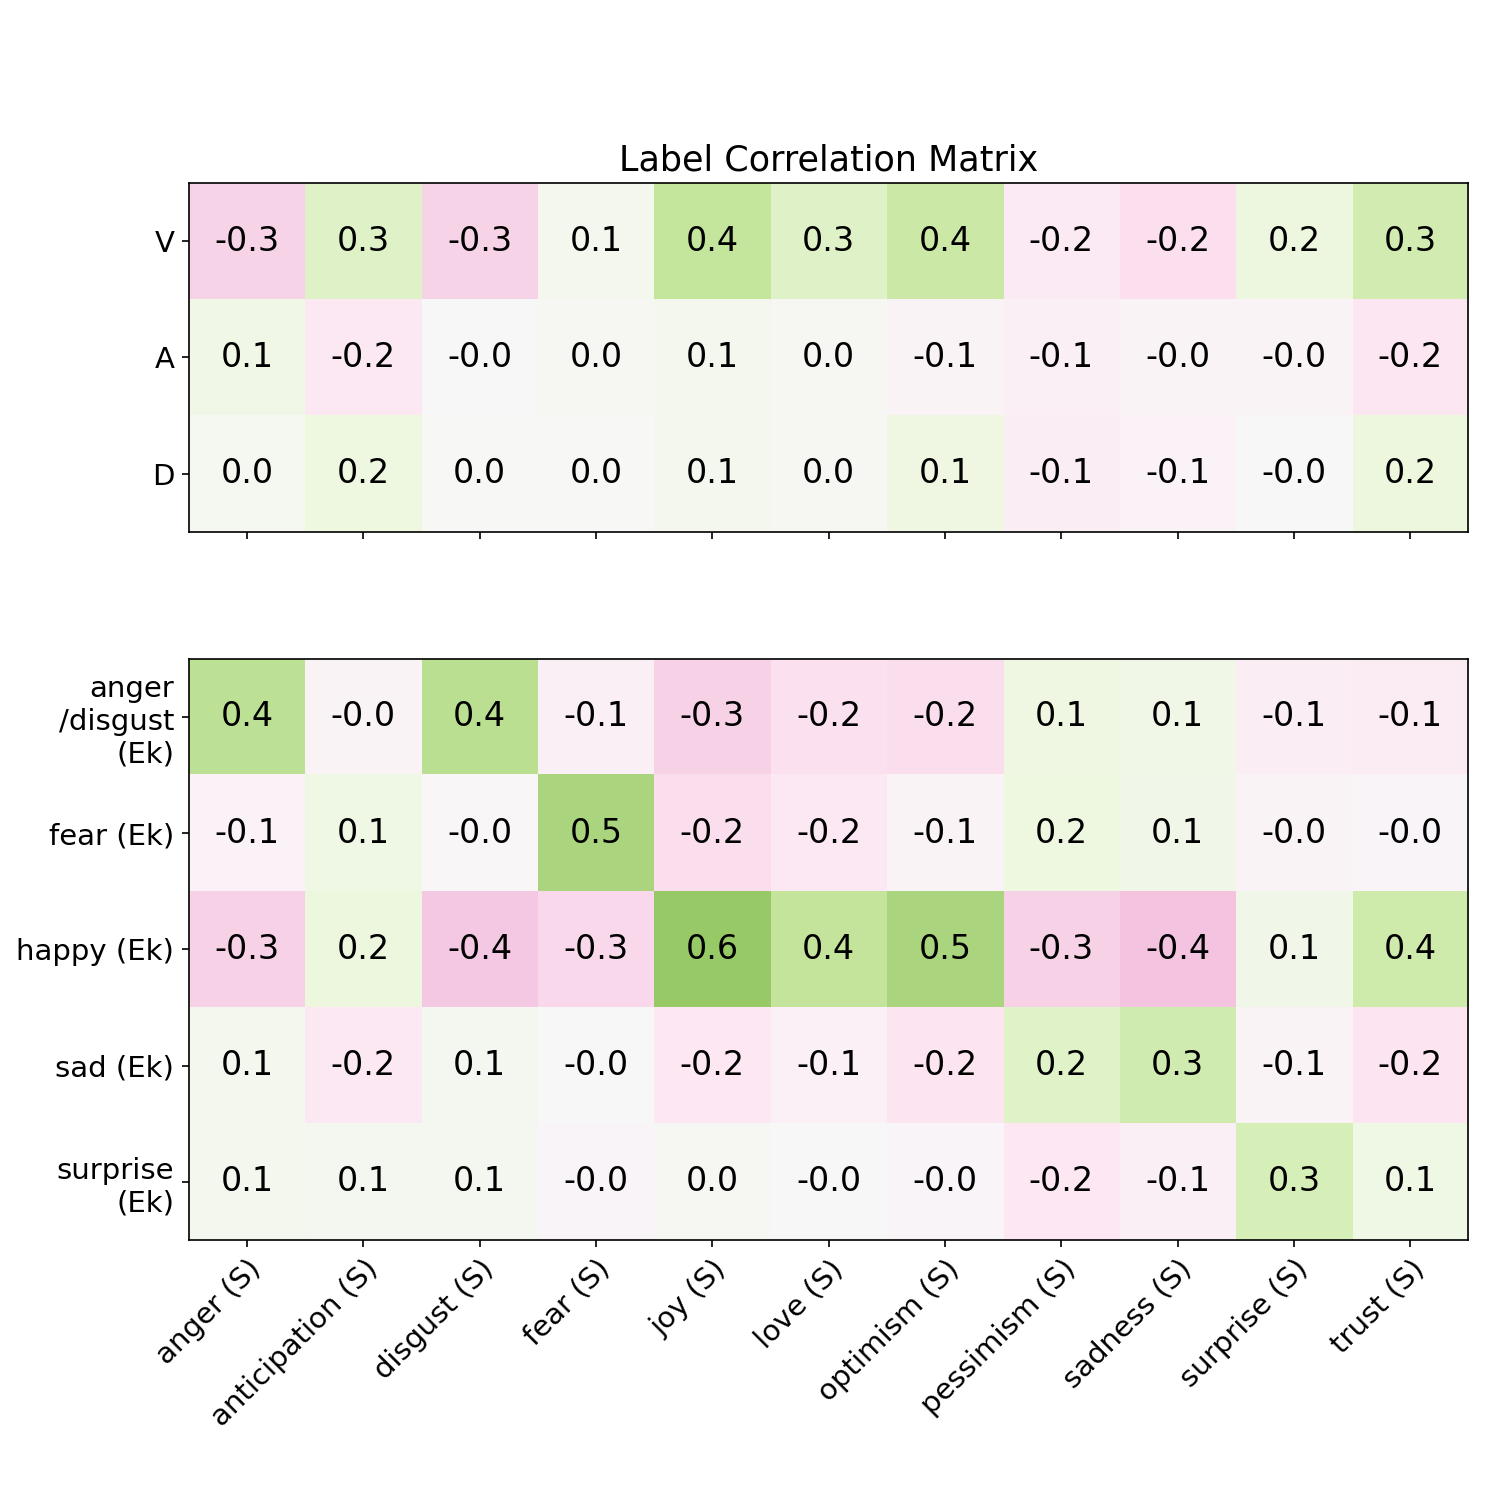 Label Correlation Matrix
V -0.3 0.3 -0.3 0.1 0.4 0.3 0.4 -0.2 -0.2 0.2 0.3
A 0.1 -0.2 -0.0 0.0 0.1 0.0 -0.1 -0.1 -0.0 -0.0 -0.2
D 0.0 0.2 0.0 0.0 0.1 0.0 0.1 -0.1 -0.1 -0.0 0.2
anger
/disgust
(Ek)
0.4 -0.0 0.4 -0.1 -0.3 -0.2 -0.2 0.1 0.1 -0.1 -0.1
fear (Ek) -0.1 0.1 -0.0 0.5 -0.2 -0.2 -0.1 0.2 0.1 -0.0 -0.0
happy (Ek) -0.3 0.2 -0.4 -0.3 0.6 0.4 0.5 -0.3 -0.4 0.1 0.4
sad (Ek) 0.1 -0.2 0.1 -0.0 -0.2 -0.1 -0.2 0.2 0.3 -0.1 -0.2
surprise
(Ek)
0.1 0.1 0.1 -0.0 0.0 -0.0 -0.0 -0.2 -0.1 0.3 0.1
anger (S)
anticipation (S)
disgust (S)
fear (S)
joy (S)
love (S)
optimism (S)
pessimism (S)
sadness (S)
surprise (S)
trust (S)